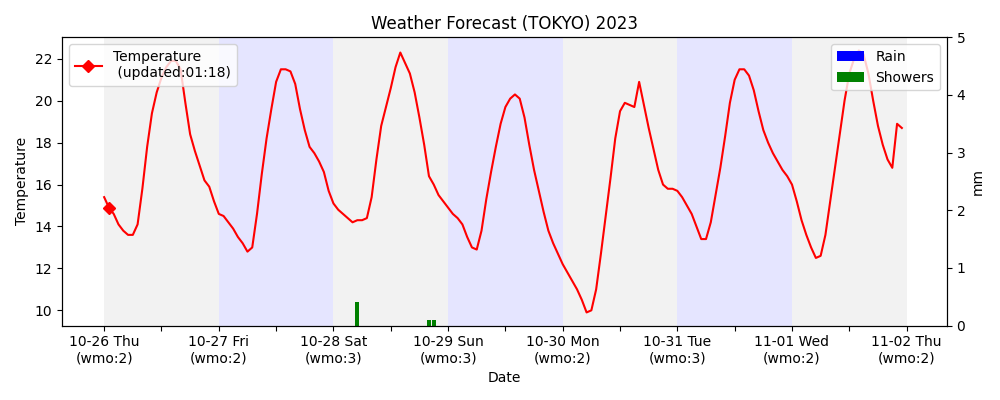 Weather Forecast (TOKYO) 2023
Temperature
(updated:01:18)
Rain
Showers
Temperature
22
20
18
16
14
12
10
5
4
3
2
1
0
mm
10-26 Thu 10-27 Fri 10-28 Sat 10-29 Sun 10-30 Mon 10-31 Tue 11-01 Wed 11-02 Thu
(wmo:2) (wmo:2) (wmo:3) (wmo:3) (wmo:2) (wmo:3) (wmo:2) (wmo:2)
Date